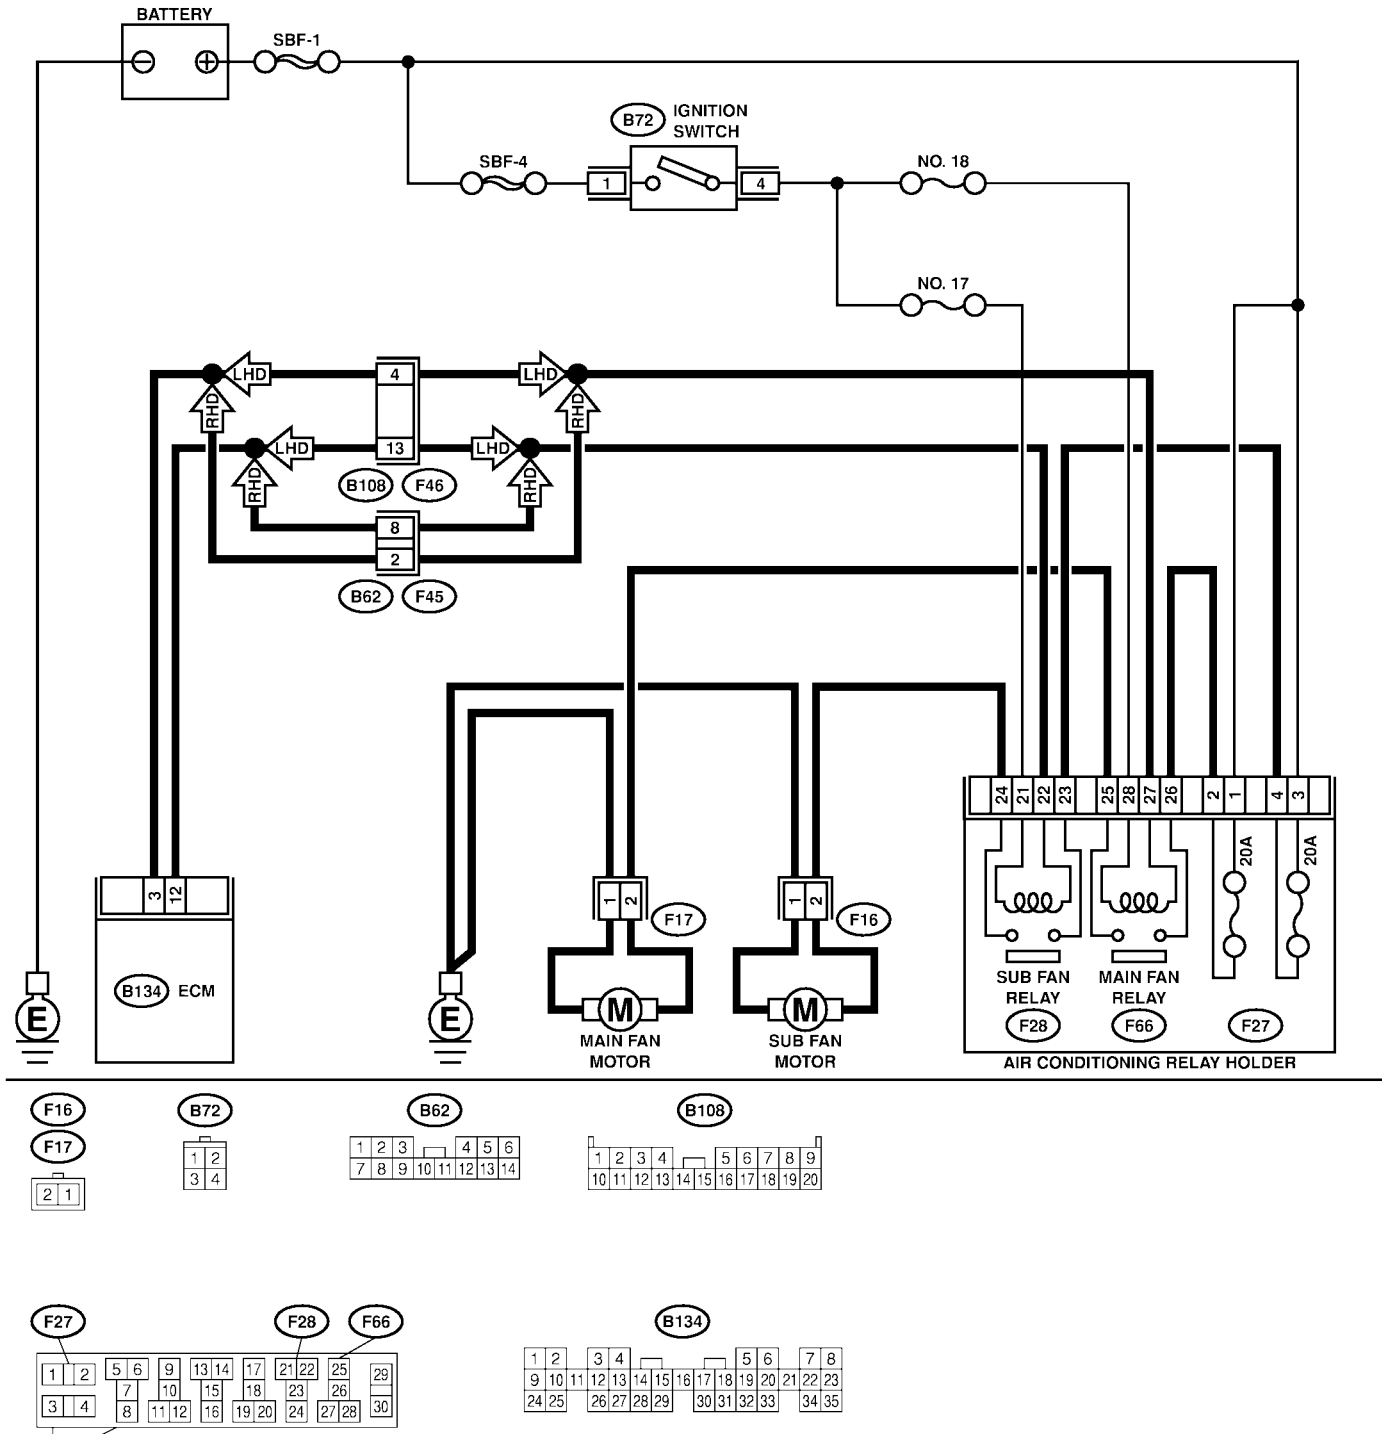 BATTERY
SBF-1
B72 IGNITION
SWITCH
SBF-4
1
4
NO. 18
NO. 17
LHD
4
LHD
RHD
RHD
LHD
13
LHD
RHD
RHD
B108 F46
8
2
B62 F45
24 21 22 23 25 28 27 26 2 1 4 3
20A 20A
3 12
1 2 F17
1 2 F16
B134 ECM
SUB FAN
RELAY
F28
MAIN FAN
RELAY
F66
F27
E
E
M
MAIN FAN
MOTOR
M
SUB FAN
MOTOR
AIR CONDITIONING RELAY HOLDER
F16
F17
2 1
B72
1 2
3 4
B62
1 2 3 4 5 6
7 8 9 10 11 12 13 14
B108
1 2 3 4 5 6 7 8 9
10 11 12 13 14 15 16 17 18 19 20
F27 F28 F66
1 2 5 6 9 13 14 17 21 22 25 29
7 10 15 18 23 26
3 4 8 11 12 16 19 20 24 27 28 30
B134
1 2 3 4 5 6 7 8
9 10 11 12 13 14 15 16 17 18 19 20 21 22 23
24 25 26 27 28 29 30 31 32 33 34 35